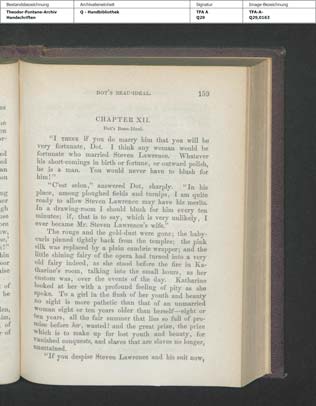 Bestandsbezeichnung Archivalieneinheit Signatur Image-Bezeichnung
Theodor-Fontane-Archiv Q - Handbibliothek TFA A TFA-A-
Handschriften Q29 Q29,0163
DOT'S BEAU-IDEAL. 159
CHAPTER XII.
Dot's Beau-Ideal.
"I THINK if you do marry him that you will be
very fortunate, Dot. I think any woman would be
fortunate who married Steven Lawrence. Whatever
his short-comings in birth or fortune, or outward polish,
he is a man. You would never have to blush for
him!"
"C'est selon," answered Dot, sharply. "In his
place, among ploughed fields and turnips, I am quite
ready to allow Steven Lawrence may have his merits.
In a drawing-room I should blush for him every ten
minutes; if, that is to say, which is very unlikely, I
ever became Mr. Steven Lawrence's wife."
The rouge and the gold-dust were gone; the baby-
curls pinned tightly back from the temples; the pink
silk was replaced by a plain cambric wrapper; and the
little shining fairy of the opera had turned into a very
old fairy indeed, as she stood before the fire in Ka-
tharine's room, talking into the small hours, as her
custom was, over the events of the day. Katharine
looked at her with a profound feeling of pity as she
spoke. To a girl in the flush of her youth and beauty
no sight is more pathetic than that of an unmarried
woman eight or ten years older than herself—eight or
ten years, all the fair summer that lies so full of pro-
mise before her, wasted! and the great prize, the prize
which is to make up for lost youth and beauty, for
vanished conquests, and slaves that are slaves no longer,
unattained.
"If you despise Steven Lawrence and his suit now,